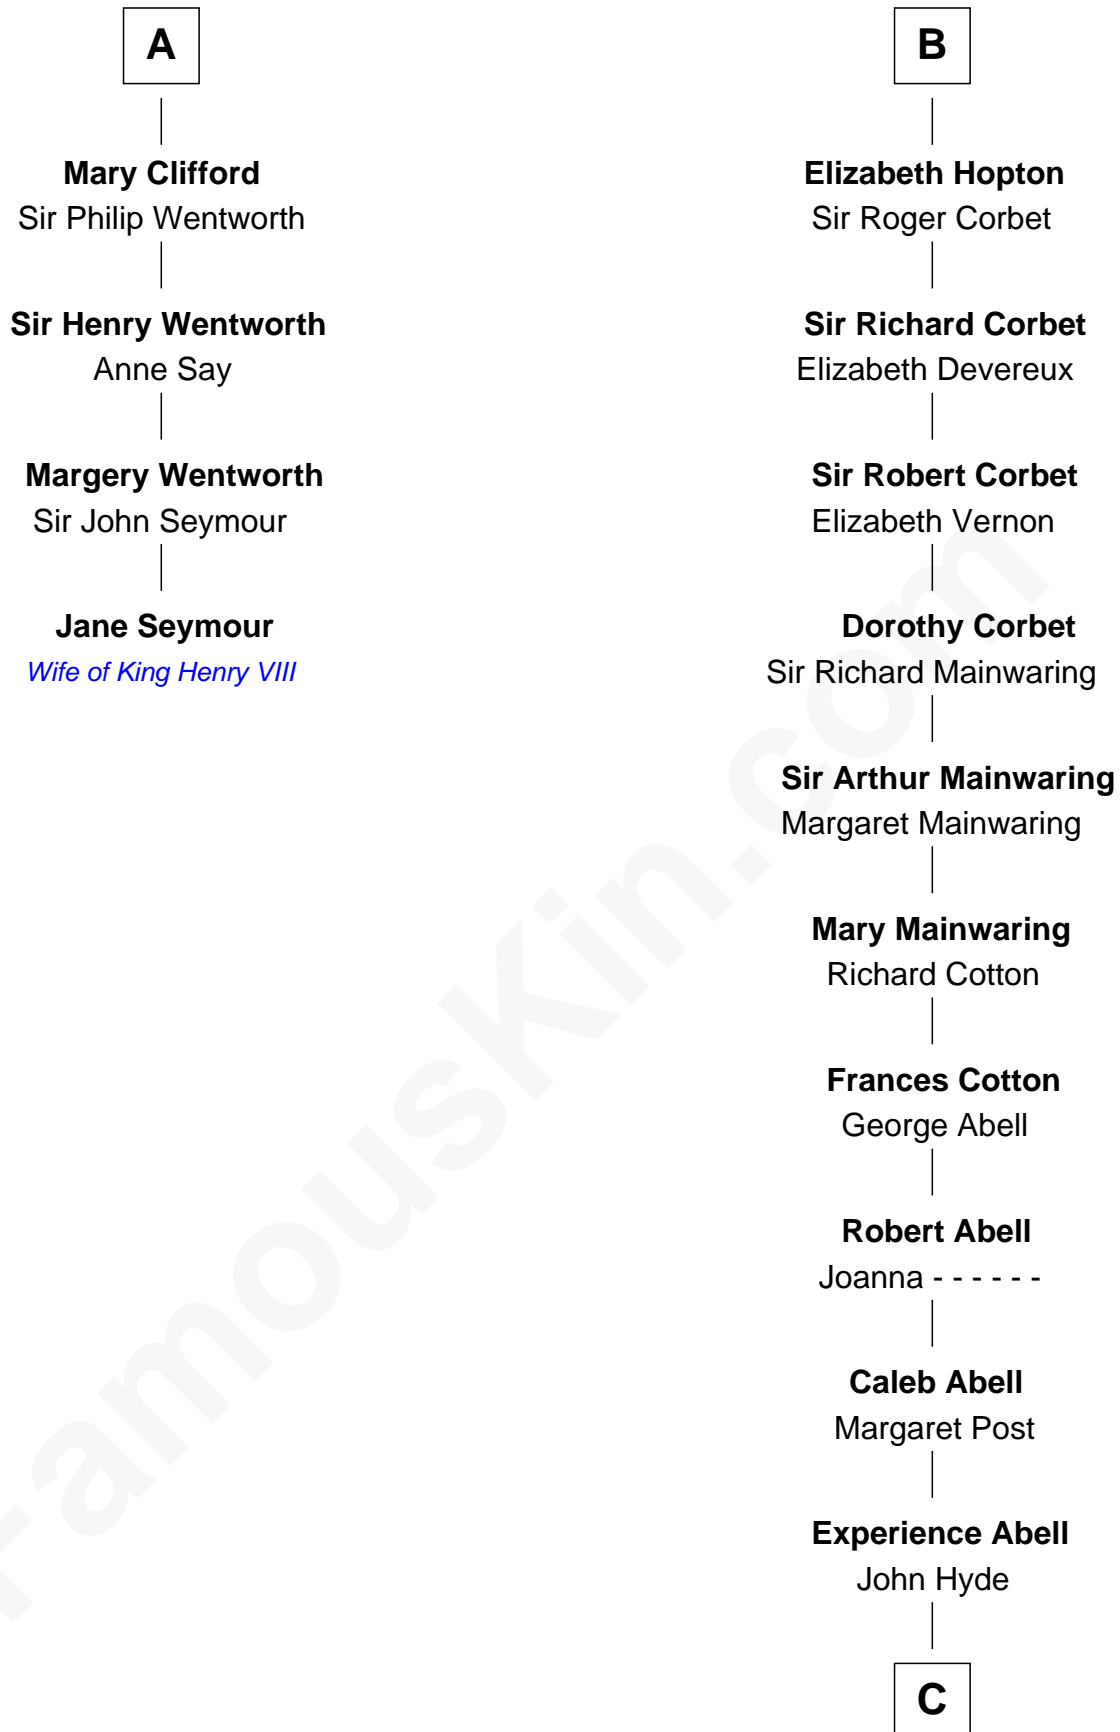 A
Mary Clifford
Sir Philip Wentworth
Sir Henry Wentworth
Anne Say
Margery Wentworth
Sir John Seymour
Jane Seymour
Wife of King Henry VIII
B
Elizabeth Hopton
Sir Roger Corbet
Sir Richard Corbet
Elizabeth Devereux
Sir Robert Corbet
Elizabeth Vernon
Dorothy Corbet
Sir Richard Mainwaring
Sir Arthur Mainwaring
Margaret Mainwaring
Mary Mainwaring
Richard Cotton
Frances Cotton
George Abell
Robert Abell
Joanna - - - - - -
Caleb Abell
Margaret Post
Experience Abell
John Hyde
C
FamousKin.com